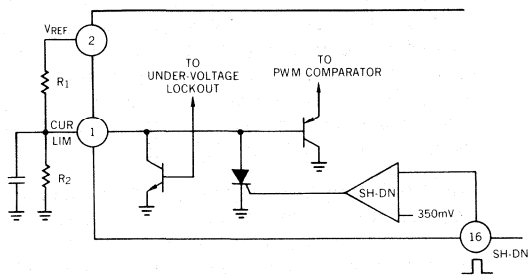 VREF
2
TO
UNDER-VOLTAGE
LOCKOUT
TO
PWM COMPARATOR
R1
CUR
LIM
1
R2
SH-DN
350mV
16
SH-DN